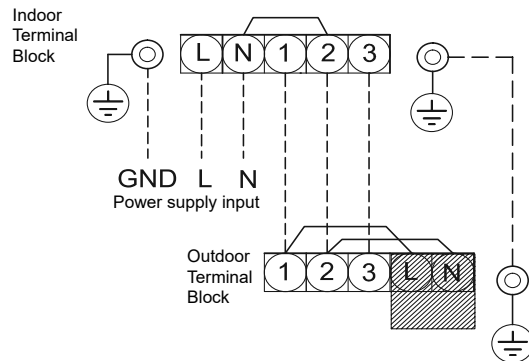 Indoor
Terminal
Block
L N 1 2 3
GND L N
Power supply input
Outdoor
Terminal
Block
1 2 3 L N